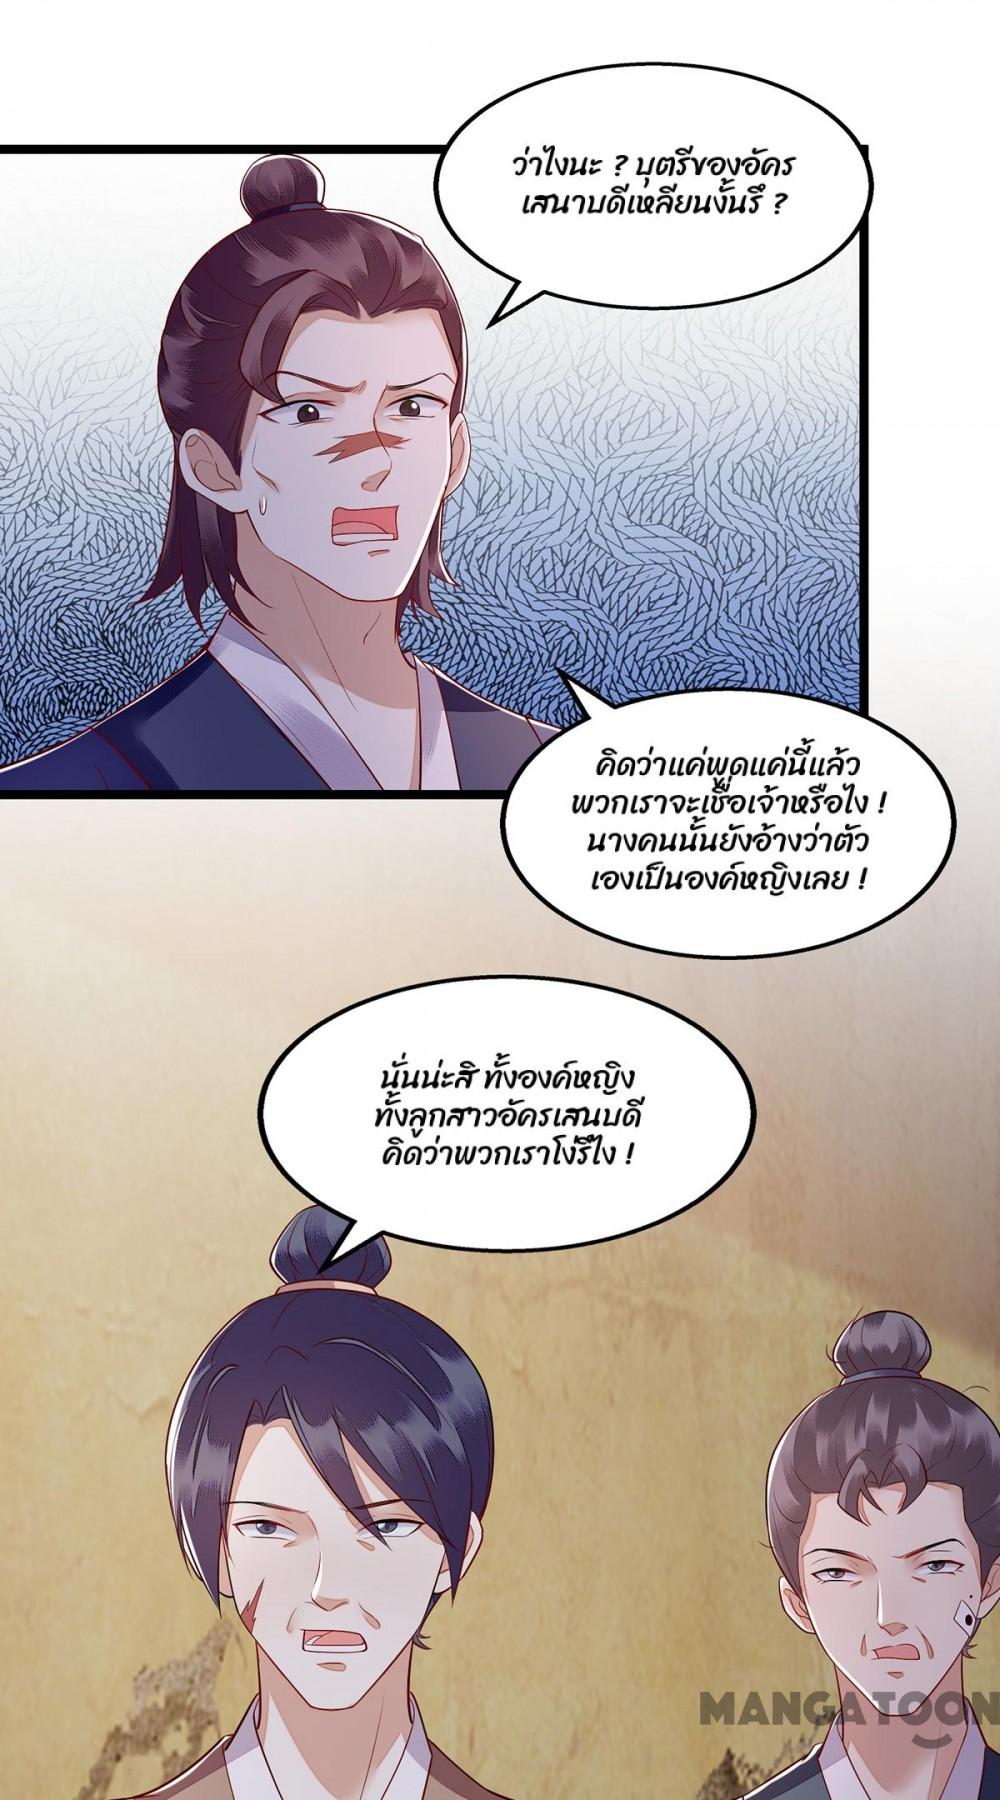 ว่าไงนะ ? บุตรีของอัคร
เสนาบดีเหลียนงั้นรึ ?
คิดว่าแค่พูดแค่นี้แล้ว
พวกเราจะเชื่อเจ้าหรือไง !
นางคนนั้นยังอ้างว่าตัว
เองเป็นองค์หญิงเลย !
นั่นน่ะสิ ทั้งองค์หญิง
ทั้งลูกสาวอัครเสนบดี
คิดว่าพวกเราโง่รึไง !
MANGATOON